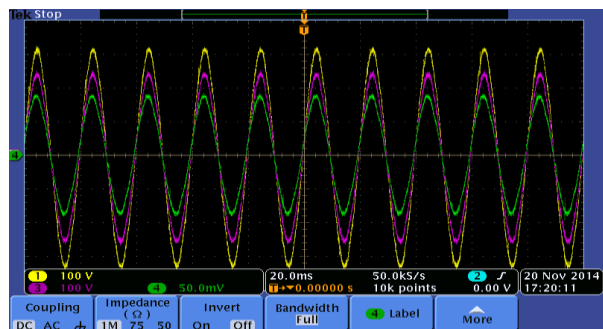 Tek Stop
T
T
4
1 100 V
3 100 V 4 50.0mV
20.0ms 50.0kS/s 2 0.00 V
T→▼0.00000 s 10k points
20 Nov 2014
17:20:11
Coupling
DC AC
Impedance
(Ω)
1M 75 50
Invert
On Off
Bandwidth
Full
4 Label
More